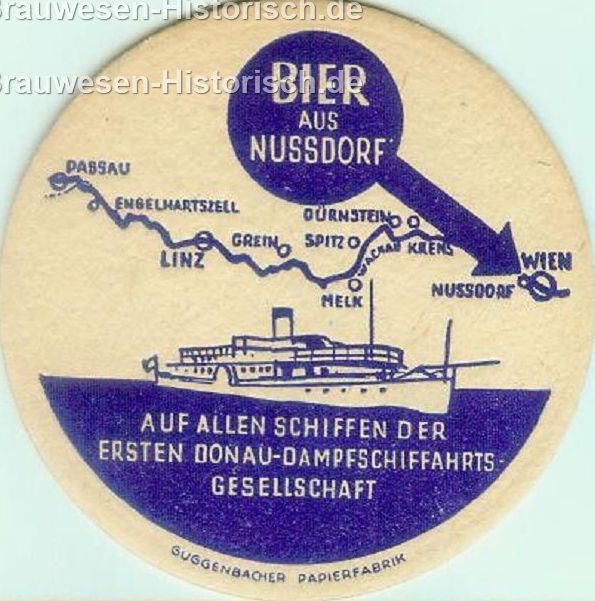 Brauwesen-Historisch.de
Brauwesen-Historisch.de
BIER
AUS
NUSSDORF
PASSAU
ENGELHARTSZELL
LINZ
GREIN
DÜRNSTEIN
SPITZ
WACHAU
KREMS
MELK
WIEN
NUSSDORF
AUF ALLEN SCHIFFEN DER
ERSTEN DONAU-DAMPFSCHIFFAHRTS-
GESELLSCHAFT
GUGGENBACHER PAPIERFABRIK